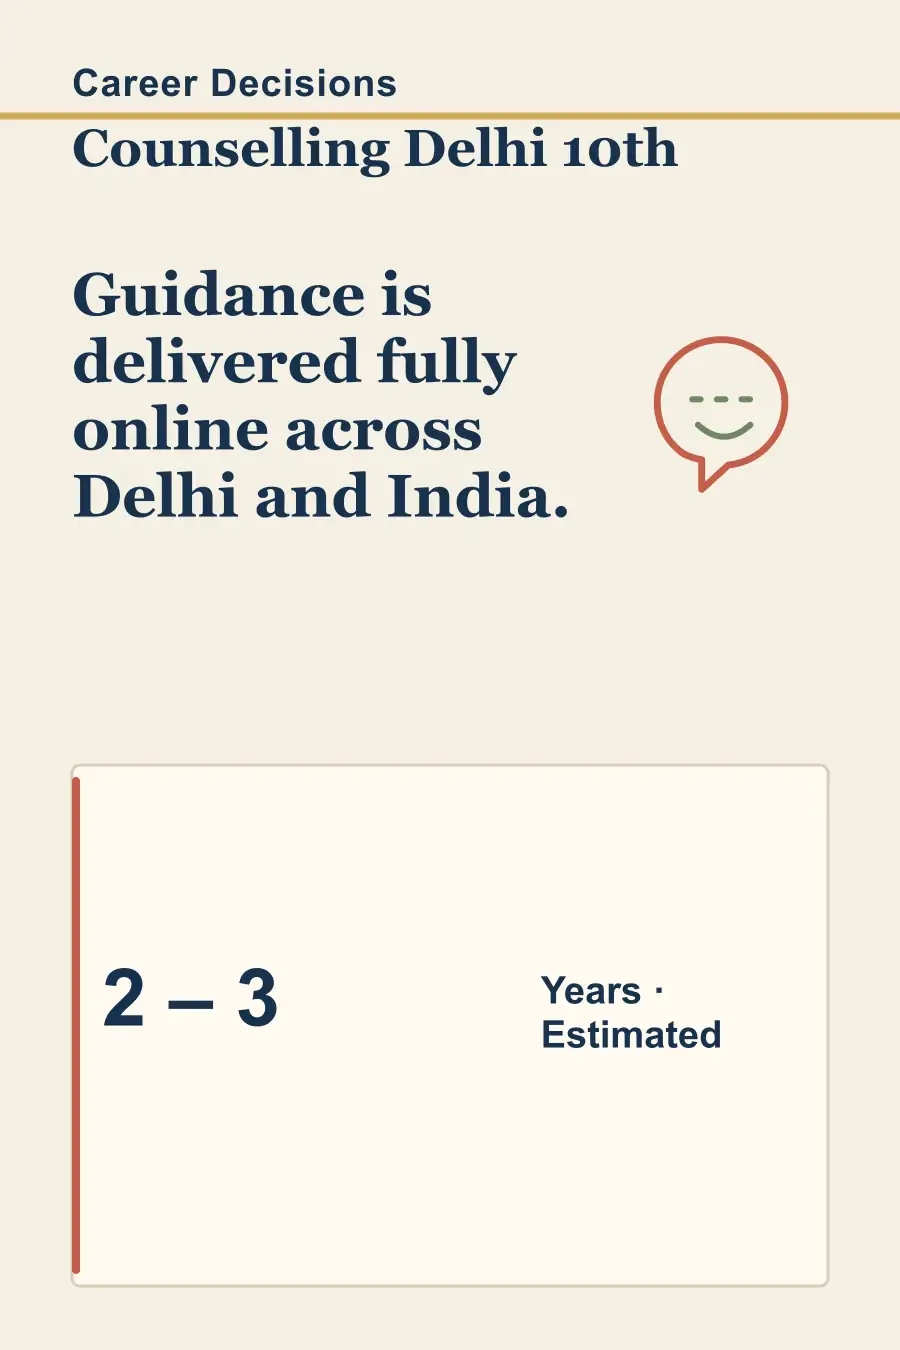 Career Decisions
Counselling Delhi 10th
Guidance is
delivered fully
online across
Delhi and India.
2 – 3
Years ·
Estimated